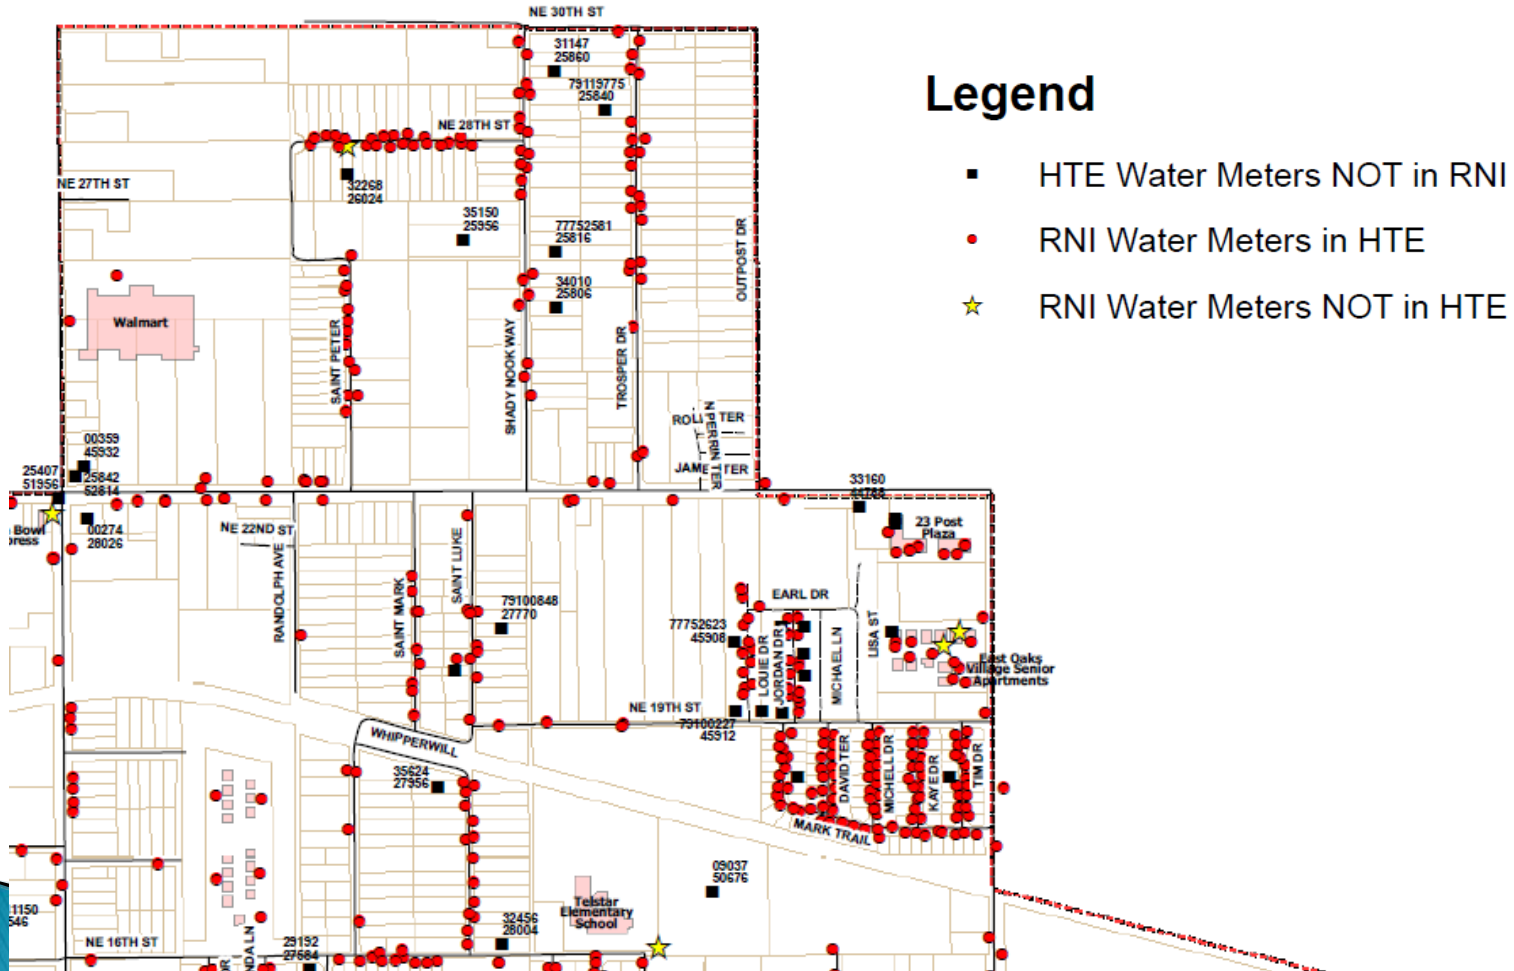 NE 30TH ST
31147
25860
79119775
25840
NE 28TH ST
NE 27TH ST
32268
26024
35150
25956
77752581
25816
OUTPOST DR
34010
25806
Walmart
SAINT PETER
SHADY NOOK WAY
TROSPER DR
N PERRIN TER
TER
TER
00359
45932
25407
51956
25842
52814
00274
28026
Bowl
NE 22ND ST
RANDOLPH AVE
SAINT MARK
SAINT LUKE
33160
23 Post
Plaza
79100848
27770
EARL DR
77752623
45908
LOUIE DR
JORDAN DR
MICHAEL LN
LISA ST
East Oaks
Village Senior
Apartments
NE 19TH ST
79100227
45912
WHIPPERWILL
35624
27956
DAVID TER
MICHELL DR
KAYE DR
TIM DR
MARK TRAIL
09037
50676
Telstar
Elementary
School
32456
28004
NE 16TH ST
27584
Legend
HTE Water Meters NOT in RNI
RNI Water Meters in HTE
RNI Water Meters NOT in HTE